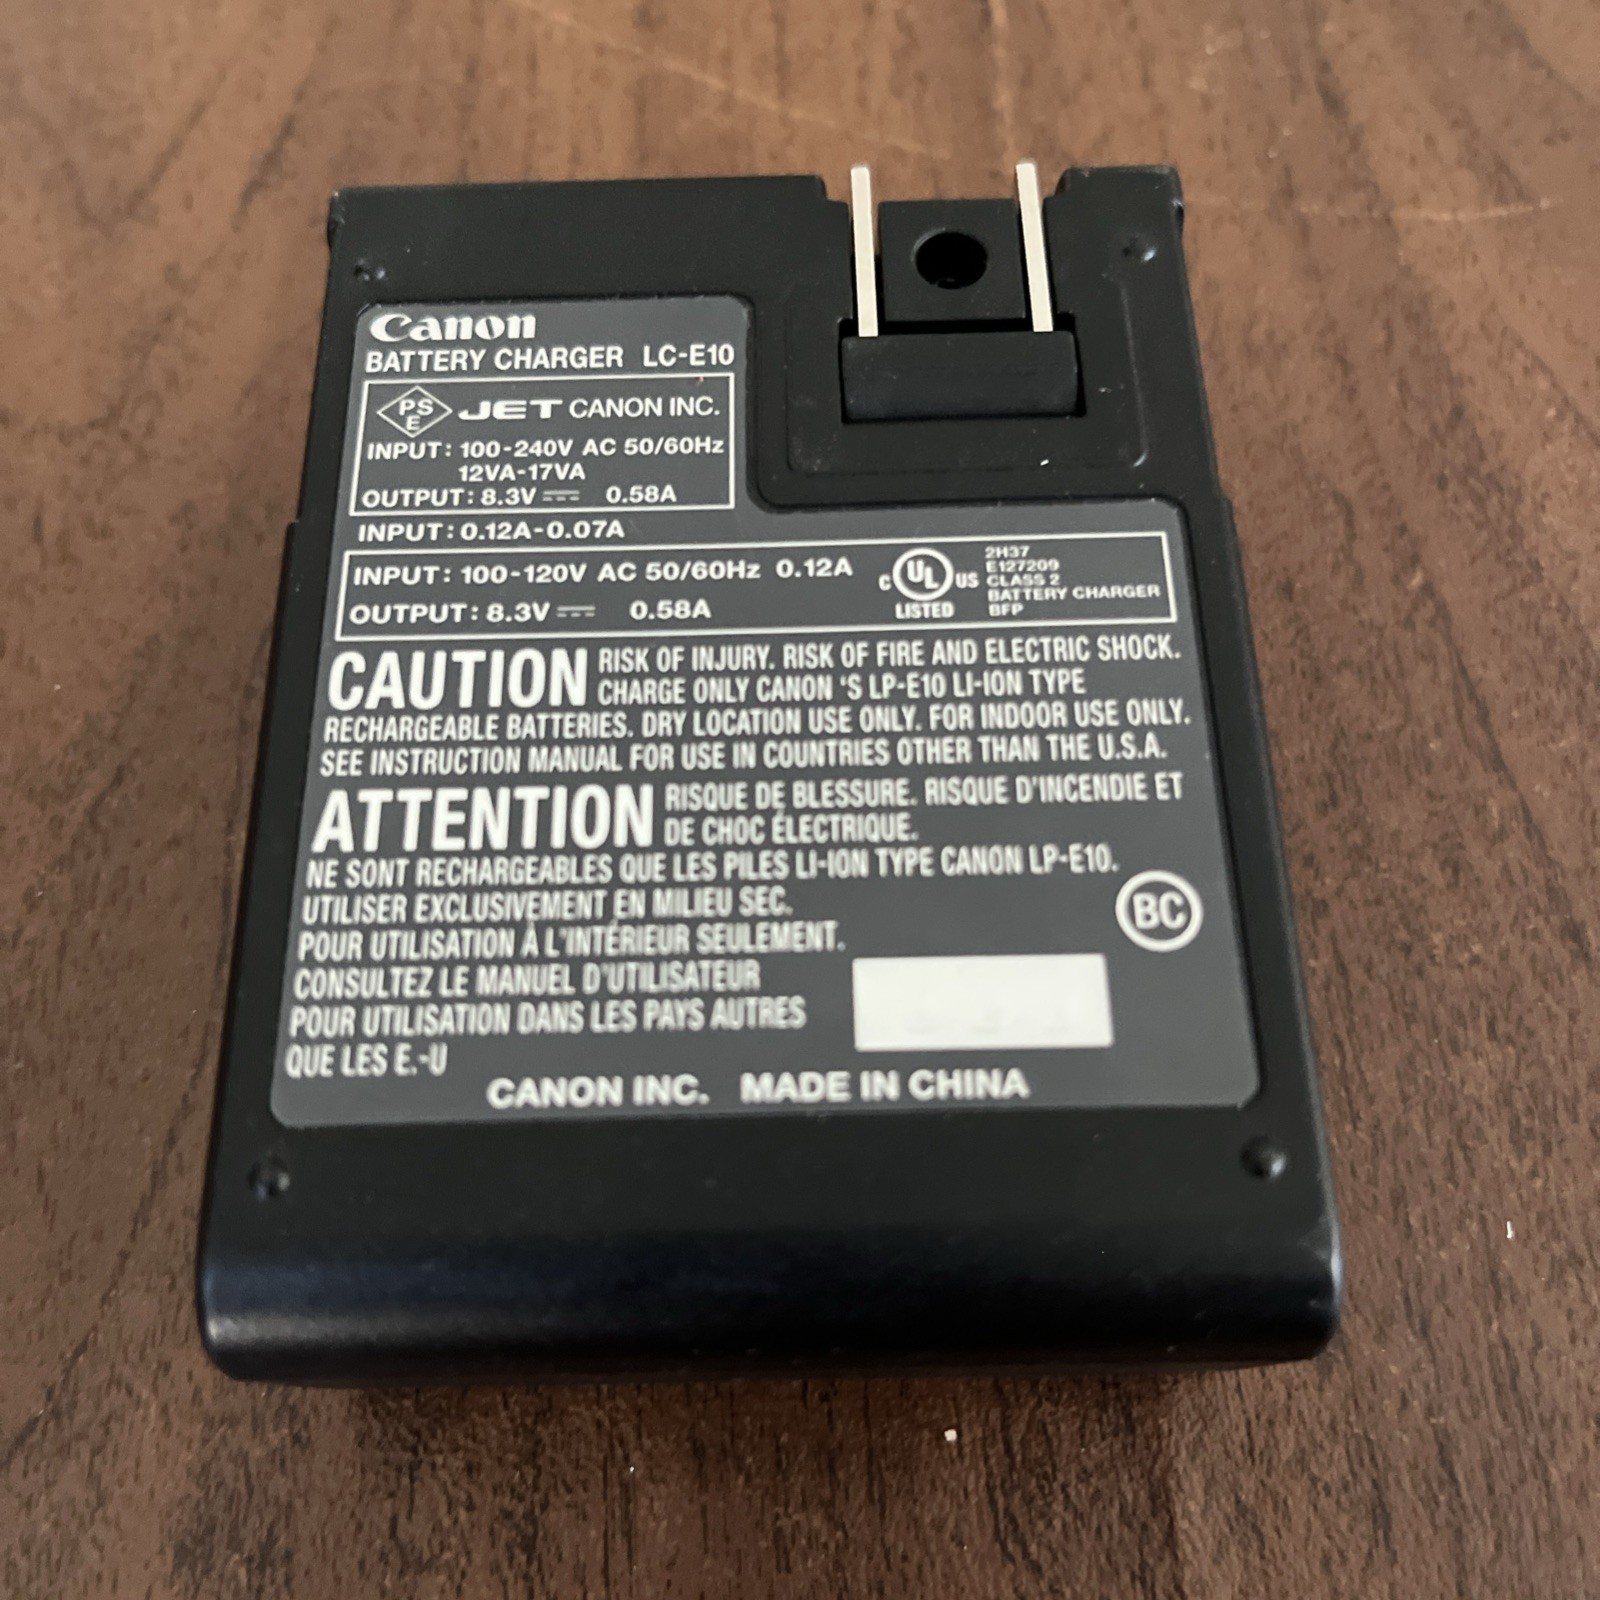 Canon
BATTERY CHARGER LC-E10
PS
E
JET CANON INC.
INPUT: 100-240V AC 50/60Hz
12VA-17VA
OUTPUT: 8.3V ⎓ 0.58A
INPUT: 0.12A-0.07A
INPUT: 100-120V AC 50/60Hz 0.12A
OUTPUT: 8.3V ⎓ 0.58A
C UL US
LISTED
2H37
E127209
CLASS 2
BATTERY CHARGER
BFP
CAUTION RISK OF INJURY. RISK OF FIRE AND ELECTRIC SHOCK.
CHARGE ONLY CANON 'S LP-E10 LI-ION TYPE
RECHARGEABLE BATTERIES. DRY LOCATION USE ONLY. FOR INDOOR USE ONLY.
SEE INSTRUCTION MANUAL FOR USE IN COUNTRIES OTHER THAN THE U.S.A.
ATTENTION RISQUE DE BLESSURE. RISQUE D'INCENDIE ET
DE CHOC ÉLECTRIQUE.
NE SONT RECHARGEABLES QUE LES PILES LI-ION TYPE CANON LP-E10.
UTILISER EXCLUSIVEMENT EN MILIEU SEC.
POUR UTILISATION À L'INTÉRIEUR SEULEMENT.
CONSULTEZ LE MANUEL D'UTILISATEUR
POUR UTILISATION DANS LES PAYS AUTRES
QUE LES E.-U
BC
CANON INC. MADE IN CHINA